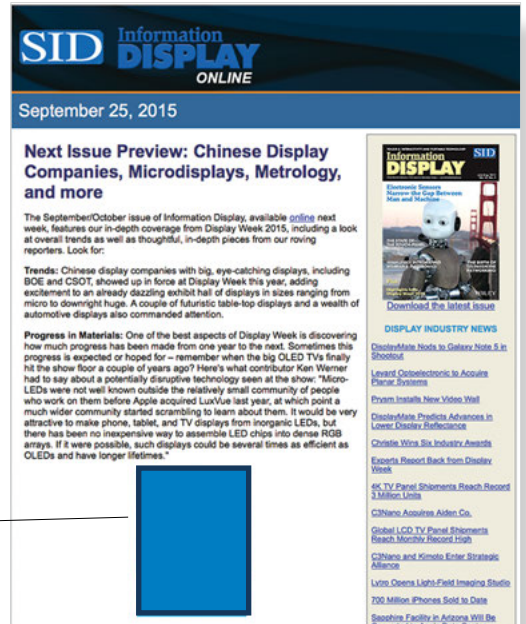 SID Information
DISPLAY
ONLINE
September 25, 2015
Next Issue Preview: Chinese Display
Companies, Microdisplays, Metrology,
and more
The September/October issue of Information Display, available online next
week, features our in-depth coverage from Display Week 2015, including a look
at overall trends as well as thoughtful, in-depth pieces from our roving
reporters. Look for:
Trends: Chinese display companies with big, eye-catching displays, including
BOE and CSOT, showed up in force at Display Week this year, adding
excitement to an already dazzling exhibit hall of displays in sizes ranging from
micro to downright huge. A couple of futuristic table-top displays and a wealth of
automotive displays also commanded attention.
Progress in Materials: One of the best aspects of Display Week is discovering
how much progress has been made from one year to the next. Sometimes this
progress is expected or hoped for – remember when the big OLED TVs finally
hit the show floor a couple of years ago? Here's what contributor Ken Werner
had to say about a potentially disruptive technology seen at the show: "Micro-
LEDs were not well known outside the relatively small community of people
who work on them before Apple acquired LuxVue last year, at which point a
much wider community started scrambling to learn about them. It would be very
attractive to make phone, tablet, and TV displays from inorganic LEDs, but
there has been no inexpensive way to assemble LED chips into dense RGB
arrays. If it were possible, such displays could be several times as efficient as
OLEDs and have longer lifetimes."
Information SID
DISPLAY
Electronic Sensors
Narrow the Gap Between
Man and Machine
Download the latest issue
DISPLAY INDUSTRY NEWS
DisplayMate Nods to Galaxy Note 5 in
Shootout
Leyard Optoelectronic to Acquire
Planar Systems
Prysm Installs New Video Wall
DisplayMate Predicts Advances in
Lower Display Reflectance
Christie Wins Six Industry Awards
Experts Report Back from Display
Week
4K TV Panel Shipments Reach Record
3 Million Units
C3Nano Acquires Aiden Co.
Global LCD TV Panel Shipments
Reach Monthly Record High
C3Nano and Kimoto Enter Strategic
Alliance
Lytro Opens Light-Field Imaging Studio
700 Million iPhones Sold to Date
Sapphire Facility in Arizona Will Be